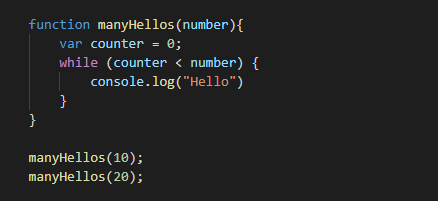 function manyHellos(number){
    var counter = 0;
    while (counter < number) {
        console.log("Hello")
    }
}

manyHellos(10);
manyHellos(20);